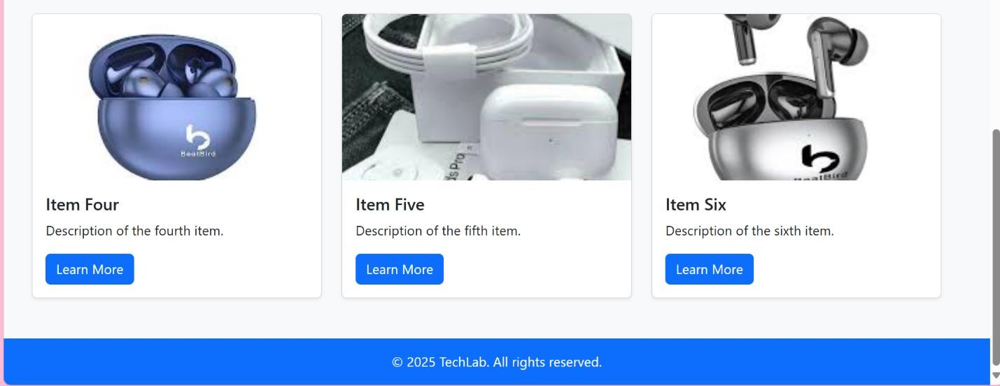 BeatBird
ds Pro
BeatBird
Item Four
Item Five
Item Six
Description of the fourth item.
Description of the fifth item.
Description of the sixth item.
Learn More
Learn More
Learn More
© 2025 TechLab. All rights reserved.